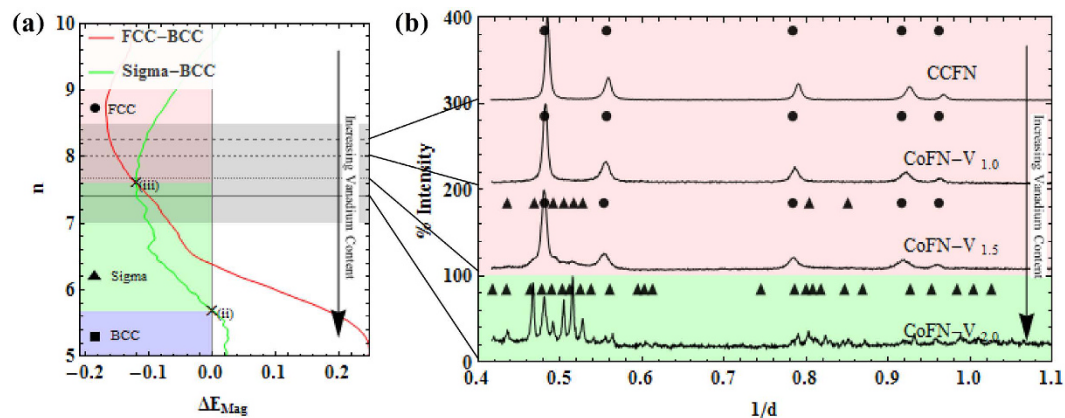 (a)
10
9
8
7
6
5
n
FCC-BCC
Sigma-BCC
FCC
Sigma
BCC
(iii)
(ii)
Increasing Vanadium Content
−0.2 −0.1 0.0 0.1 0.2
ΔE_Mag
(b)
400
300
200
100
0
% Intensity
CCFN
CoFN-V 1.0
CoFN-V 1.5
CoFN-V 2.0
Increasing Vanadium Content
0.4 0.5 0.6 0.7 0.8 0.9 1.0 1.1
1/d